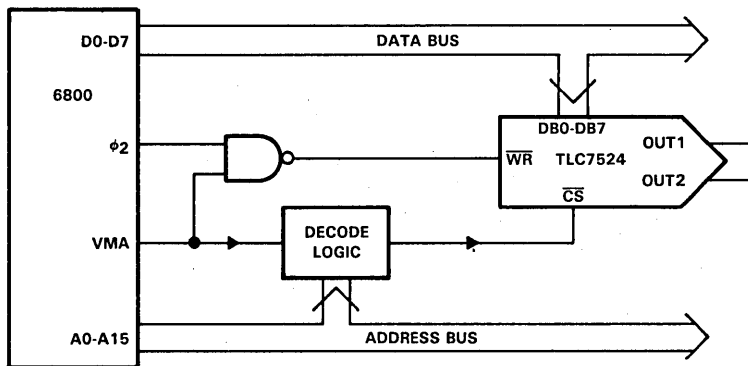 D0-D7
DATA BUS
6800
DB0-DB7
ϕ2
OUT1
WR TLC7524
OUT2
CS
VMA
DECODE
LOGIC
A0-A15
ADDRESS BUS